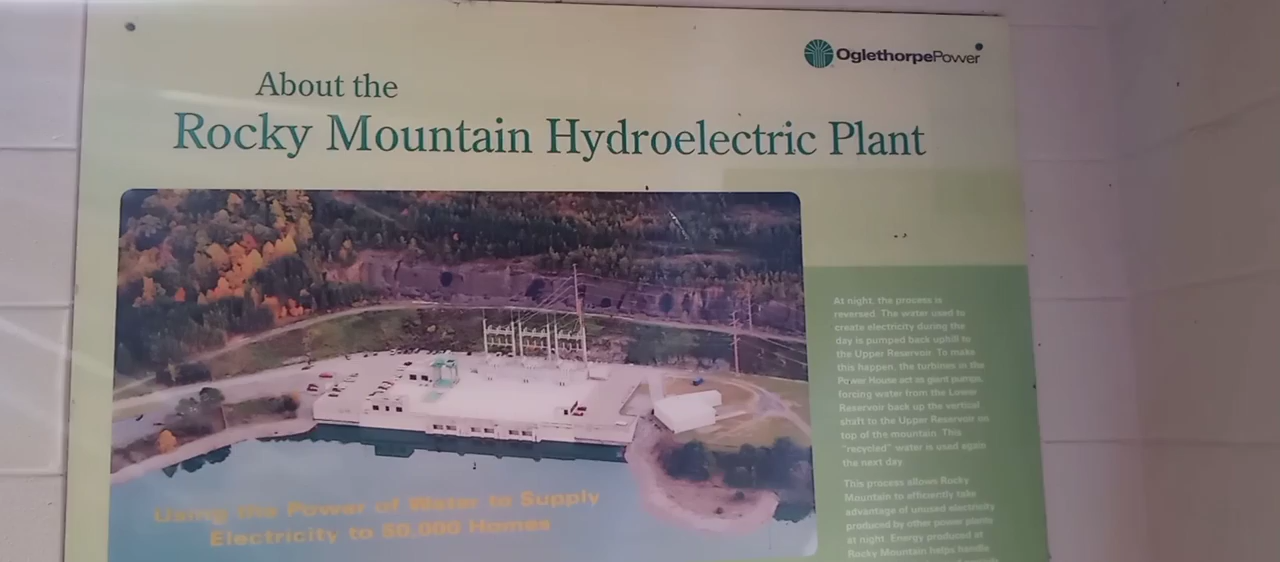 OglethorpePower
About the
Rocky Mountain Hydroelectric Plant
Using the Power of Water to Supply
Electricity to 50,000 Homes
At night, the process is
reversed. The water used to
create electricity during the
day is pumped back uphill to
the Upper Reservoir. To make
this happen, the turbines in the
Power House act as giant pumps,
forcing water from the Lower
Reservoir back up the vertical
shaft to the Upper Reservoir on
top of the mountain. This
"recycled" water is used again
the next day.
This process allows Rocky
Mountain to efficiently take
advantage of unused electricity
produced by other power plants
at night. Energy produced at
Rocky Mountain helps handle